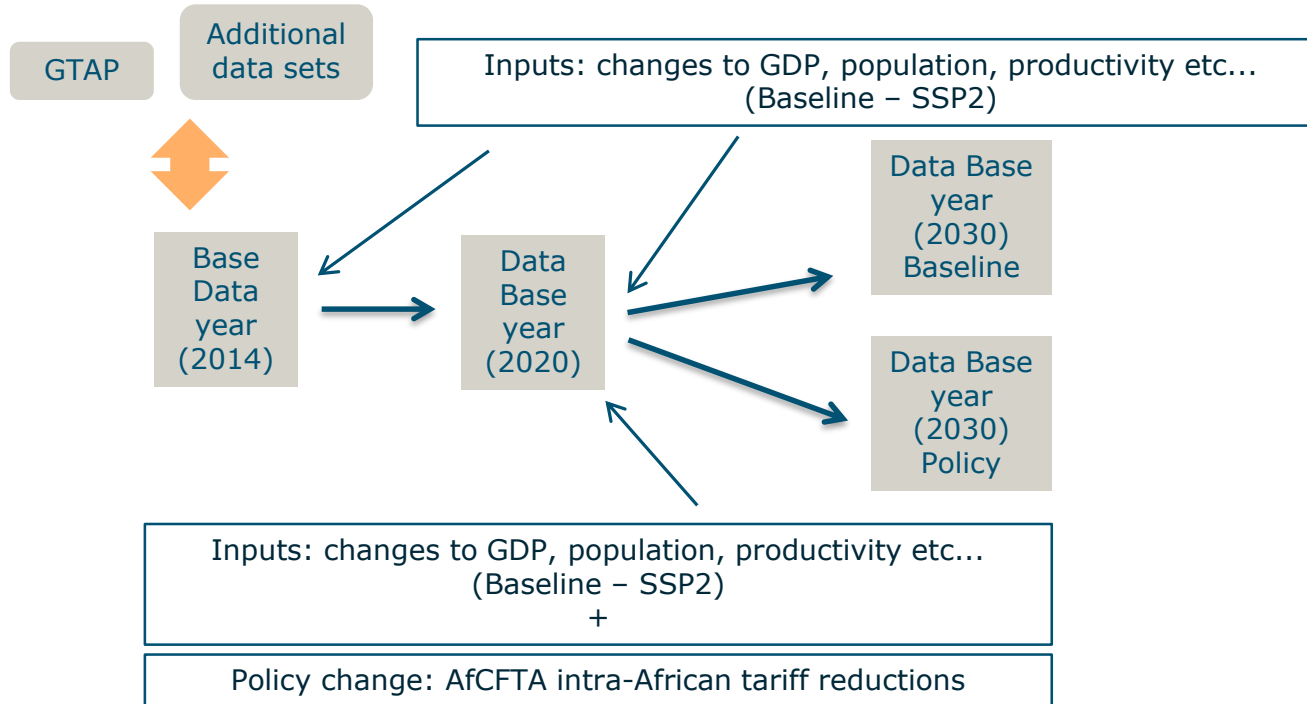 GTAP
Additional
data sets
Inputs: changes to GDP, population, productivity etc...
(Baseline – SSP2)
Base
Data
year
(2014)
Data
Base
year
(2020)
Data Base
year
(2030)
Baseline
Data Base
year
(2030)
Policy
Inputs: changes to GDP, population, productivity etc...
(Baseline – SSP2)
+
Policy change: AfCFTA intra-African tariff reductions